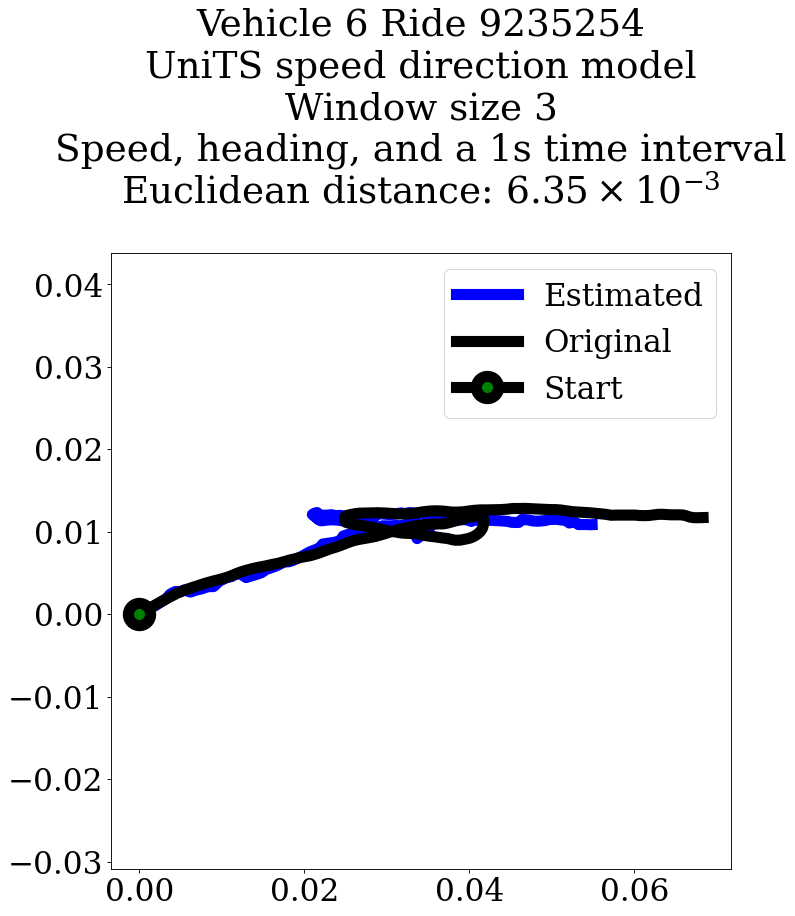 Vehicle 6 Ride 9235254
UniTS speed direction model
Window size 3
Speed, heading, and a 1s time interval
Euclidean distance: 6.35 × 10⁻³
Estimated
Original
Start
0.04
0.03
0.02
0.01
0.00
−0.01
−0.02
−0.03
0.00 0.02 0.04 0.06